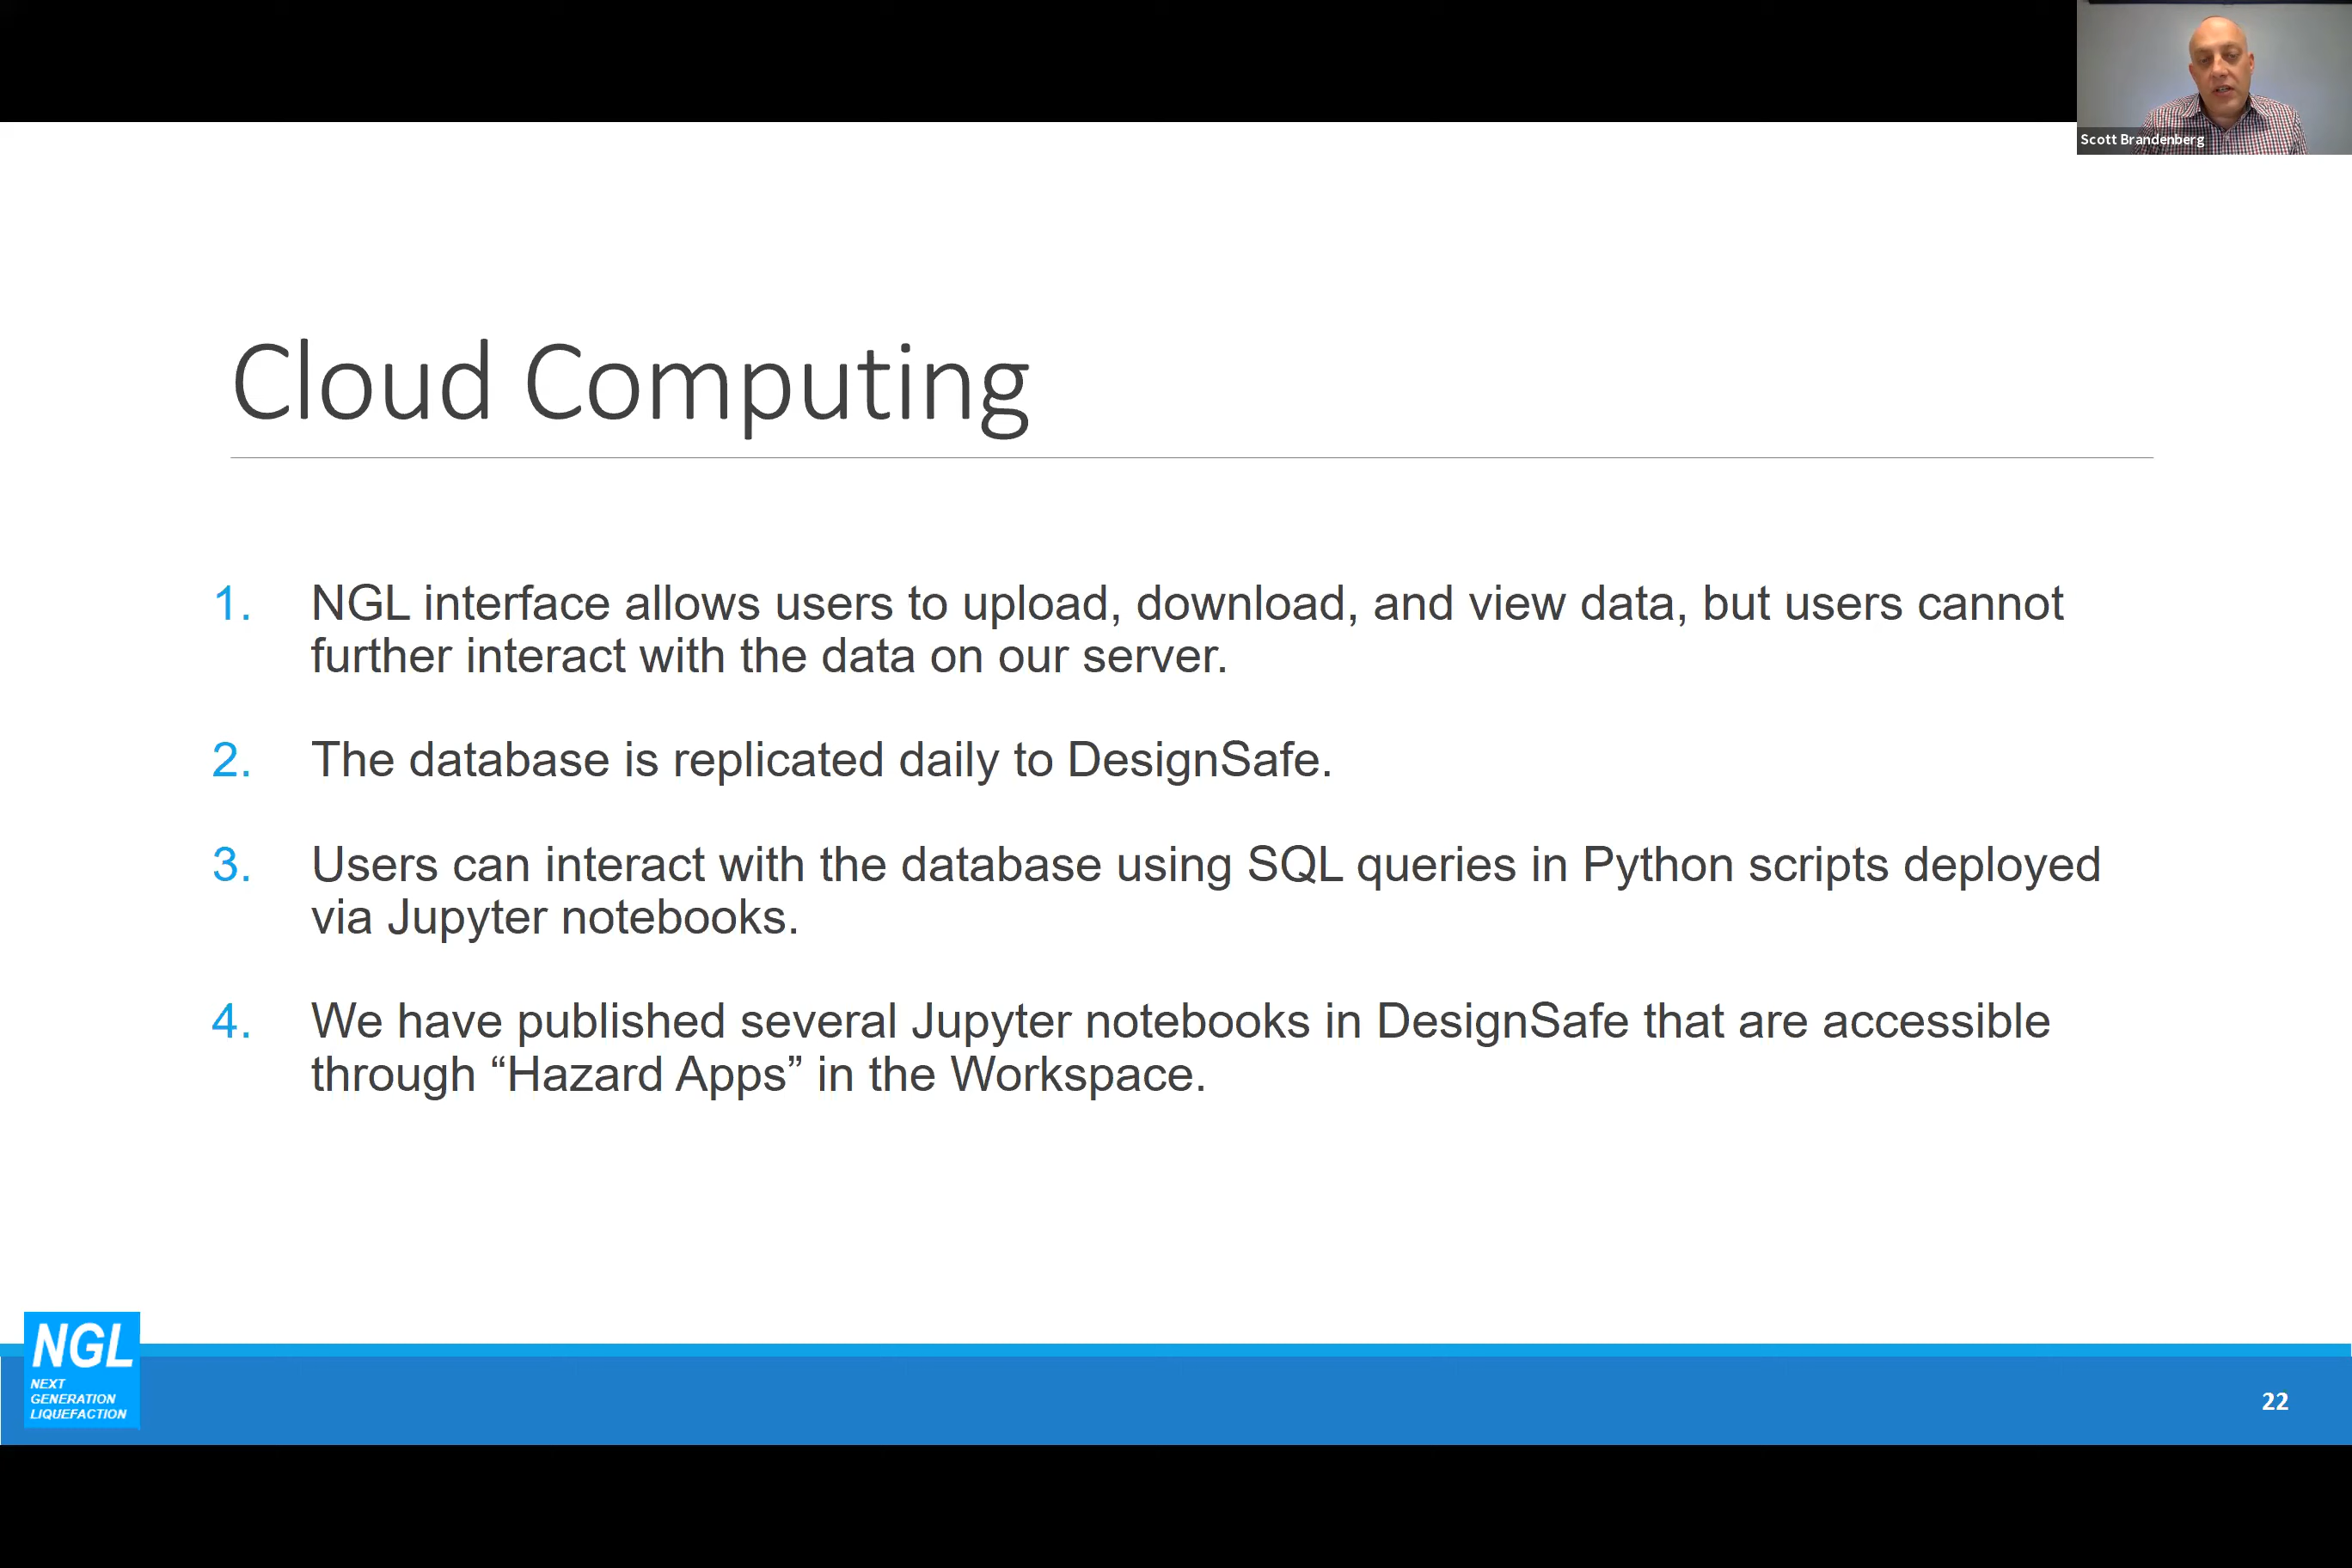 Scott Brandenberg
Cloud Computing
1. NGL interface allows users to upload, download, and view data, but users cannot
further interact with the data on our server.
2. The database is replicated daily to DesignSafe.
3. Users can interact with the database using SQL queries in Python scripts deployed
via Jupyter notebooks.
4. We have published several Jupyter notebooks in DesignSafe that are accessible
through “Hazard Apps” in the Workspace.
NGL
NEXT
GENERATION
LIQUEFACTION
22